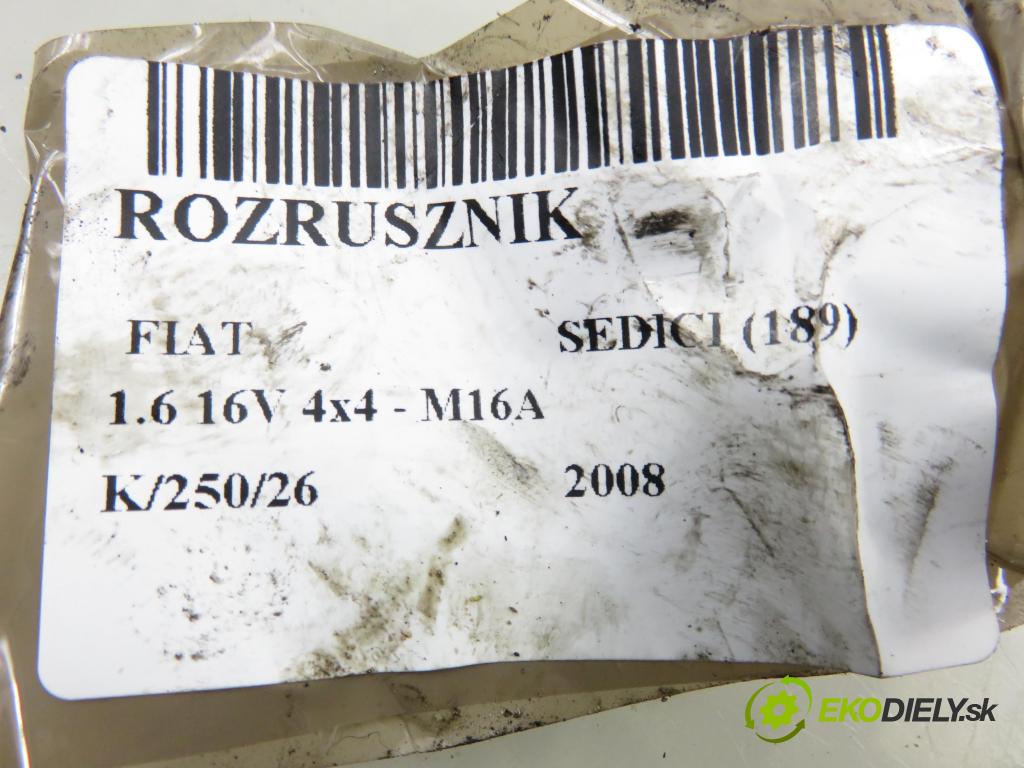 ROZRUSZNIK
FIAT SEDICI (189)
1.6 16V 4x4 - M16A
K/250/26 2008
EKODIELY.sk